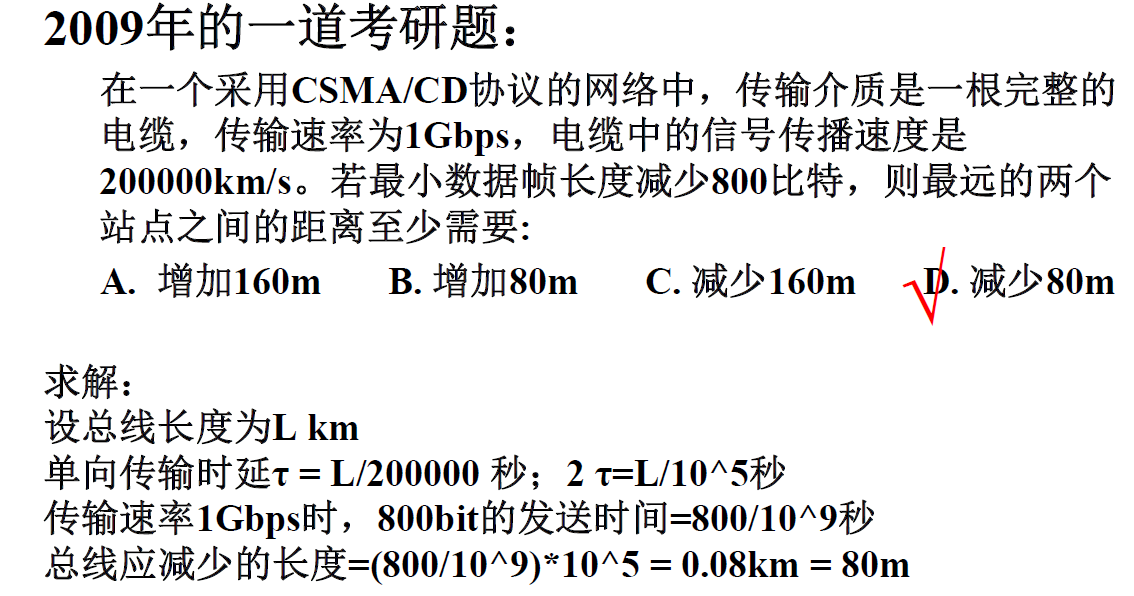 2009年的一道考研题：
在一个采用CSMA/CD协议的网络中，传输介质是一根完整的
电缆，传输速率为1Gbps，电缆中的信号传播速度是
200000km/s。若最小数据帧长度减少800比特，则最远的两个
站点之间的距离至少需要:
A. 增加160m B. 增加80m C. 减少160m D. 减少80m
求解：
设总线长度为L km
单向传输时延τ = L/200000 秒；2 τ=L/10^5秒
传输速率1Gbps时，800bit的发送时间=800/10^9秒
总线应减少的长度=(800/10^9)*10^5 = 0.08km = 80m